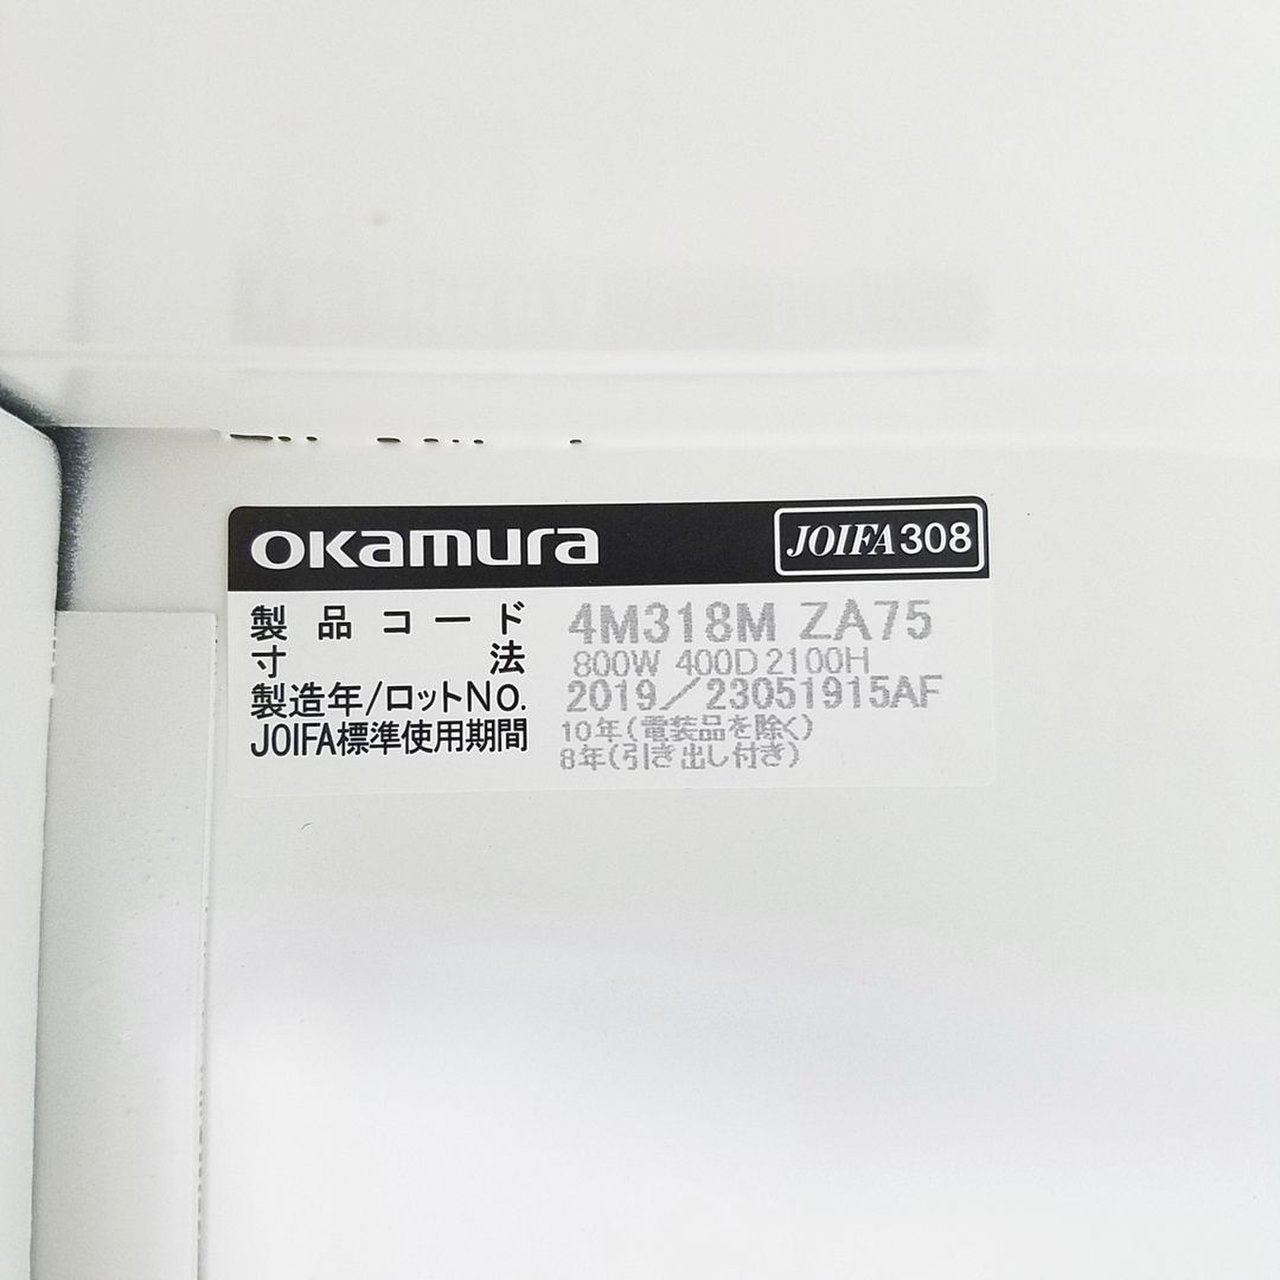 okamura JOIFA308
製品コード 4M318M ZA75
寸法 800W 400D 2100H
製造年/ロットNo. 2019/23051915AF
JOIFA標準使用期間 10年(電装品を除く)
8年(引き出し付き)